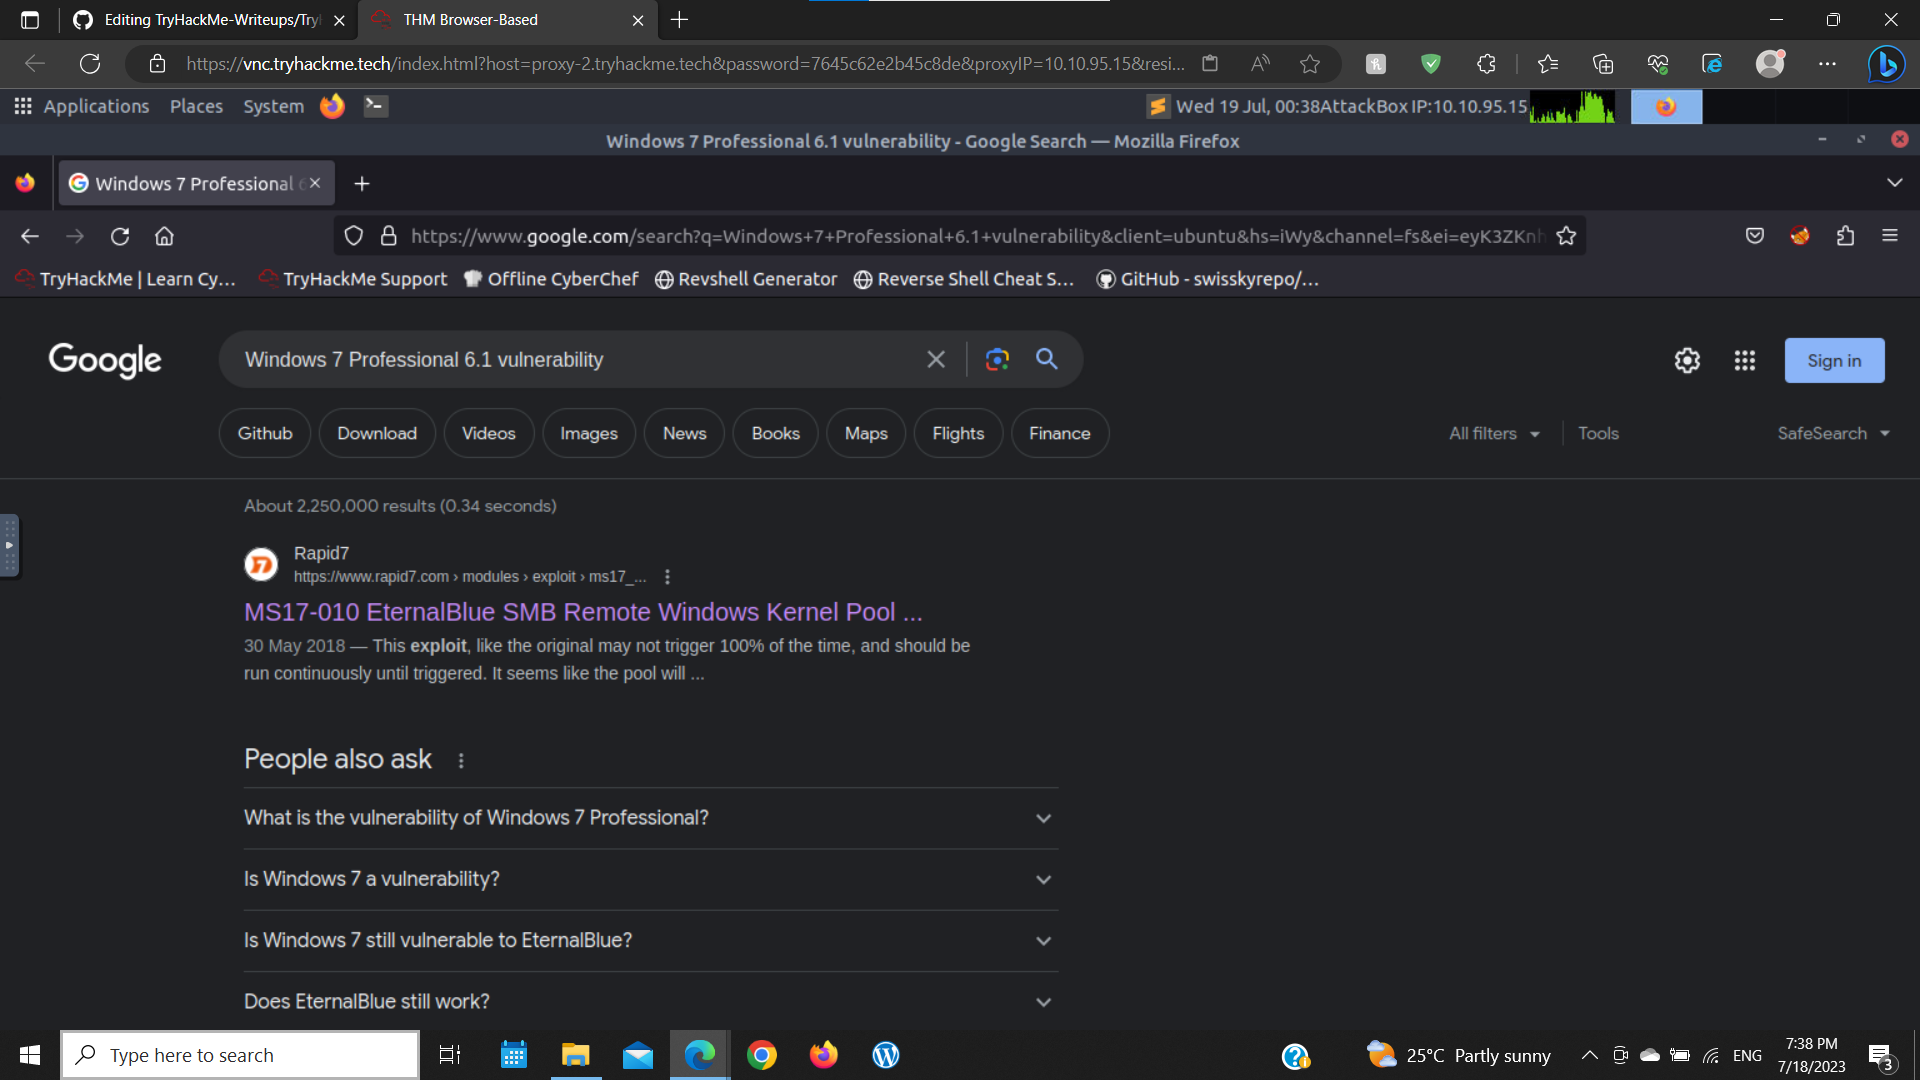 Editing TryHackMe-Writeups/Try
THM Browser-Based
https://vnc.tryhackme.tech/index.html?host=proxy-2.tryhackme.tech&password=7645c62e2b45c8de&proxyIP=10.10.95.15&resi...
Applications Places System
Wed 19 Jul, 00:38 AttackBox IP:10.10.95.15
Windows 7 Professional 6.1 vulnerability - Google Search — Mozilla Firefox
Windows 7 Professional 6
https://www.google.com/search?q=Windows+7+Professional+6.1+vulnerability&client=ubuntu&hs=iWy&channel=fs&ei=eyK3ZKnh
TryHackMe | Learn Cy...
TryHackMe Support
Offline CyberChef
Revshell Generator
Reverse Shell Cheat S...
GitHub - swisskyrepo/...
Google
Windows 7 Professional 6.1 vulnerability
Sign in
Github
Download
Videos
Images
News
Books
Maps
Flights
Finance
All filters
Tools
SafeSearch
About 2,250,000 results (0.34 seconds)
Rapid7
https://www.rapid7.com › modules › exploit › ms17_...
MS17-010 EternalBlue SMB Remote Windows Kernel Pool ...
30 May 2018 — This exploit, like the original may not trigger 100% of the time, and should be
run continuously until triggered. It seems like the pool will ...
People also ask
What is the vulnerability of Windows 7 Professional?
Is Windows 7 a vulnerability?
Is Windows 7 still vulnerable to EternalBlue?
Does EternalBlue still work?
Type here to search
25°C Partly sunny
ENG
7:38 PM
7/18/2023
3